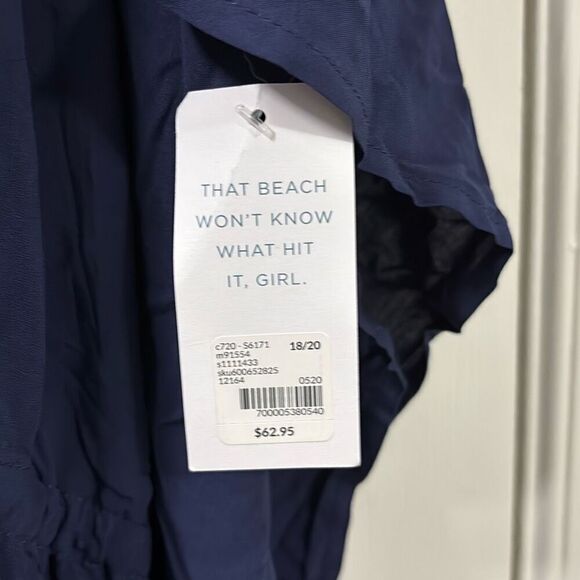 THAT BEACH
WON'T KNOW
WHAT HIT
IT, GIRL.
c720 - S6171 18/20
m91554
s1111433
sku600652825
12164 0520
700005380540
$62.95